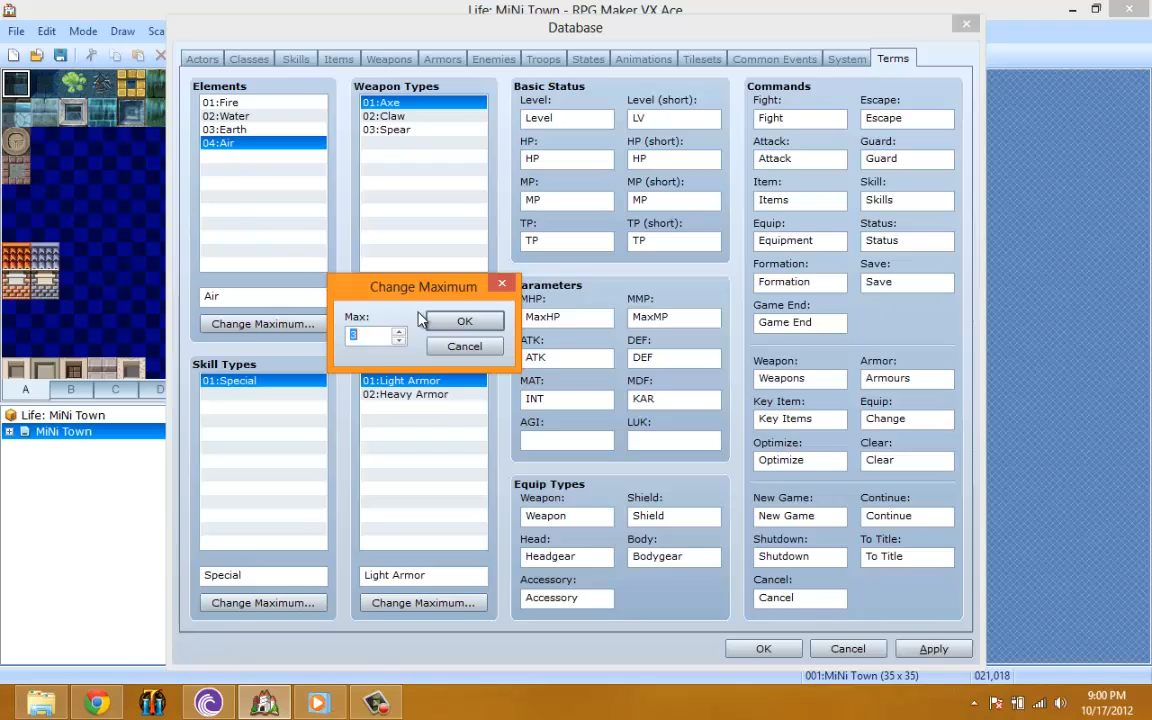 Life: MiNi Town - RPG Maker VX Ace
File Edit Mode Draw Sca
Database
Actors Classes Skills Items Weapons Armors Enemies Troops States Animations Tilesets Common Events System Terms
Elements
01:Fire
02:Water
03:Earth
04:Air
Air
Change Maximum...
Weapon Types
01:Axe
02:Claw
03:Spear
Change Maximum
Max:
3
OK
Cancel
Skill Types
01:Special
Special
Change Maximum...
01:Light Armor
02:Heavy Armor
Light Armor
Change Maximum...
Basic Status
Level: Level (short):
Level LV
HP: HP (short):
HP HP
MP: MP (short):
MP MP
TP: TP (short):
TP TP
arameters
MHP: MMP:
MaxHP MaxMP
ATK: DEF:
ATK DEF
MAT: MDF:
INT KAR
AGI: LUK:
Equip Types
Weapon: Shield:
Weapon Shield
Head: Body:
Headgear Bodygear
Accessory:
Accessory
Commands
Fight: Escape:
Fight Escape
Attack: Guard:
Attack Guard
Item: Skill:
Items Skills
Equip: Status:
Equipment Status
Formation: Save:
Formation Save
Game End:
Game End
Weapon: Armor:
Weapons Armours
Key Item: Equip:
Key Items Change
Optimize: Clear:
Optimize Clear
New Game: Continue:
New Game Continue
Shutdown: To Title:
Shutdown To Title
Cancel:
Cancel
OK Cancel Apply
A B C D
Life: MiNi Town
MiNi Town
001:MiNi Town (35 x 35) 021,018
9:00 PM
10/17/2012